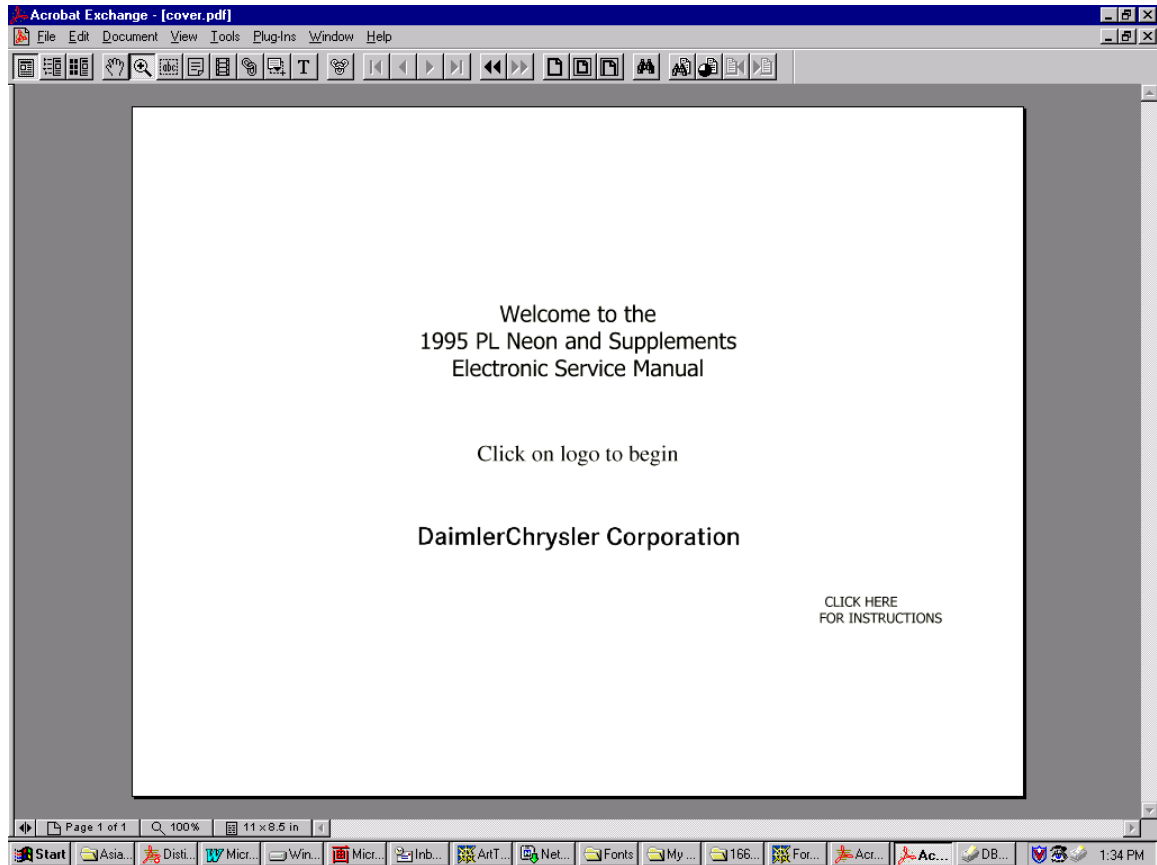 Acrobat Exchange - [cover.pdf]
File Edit Document View Tools Plug-Ins Window Help
Welcome to the
1995 PL Neon and Supplements
Electronic Service Manual
Click on logo to begin
DaimlerChrysler Corporation
CLICK HERE
FOR INSTRUCTIONS
Page 1 of 1 100% 11 x 8.5 in
Start Asia... Disti... Micr... Win... Micr... Inb... ArtT... Net... Fonts My ... 166... For... Acr... Ac... DB... 1:34 PM